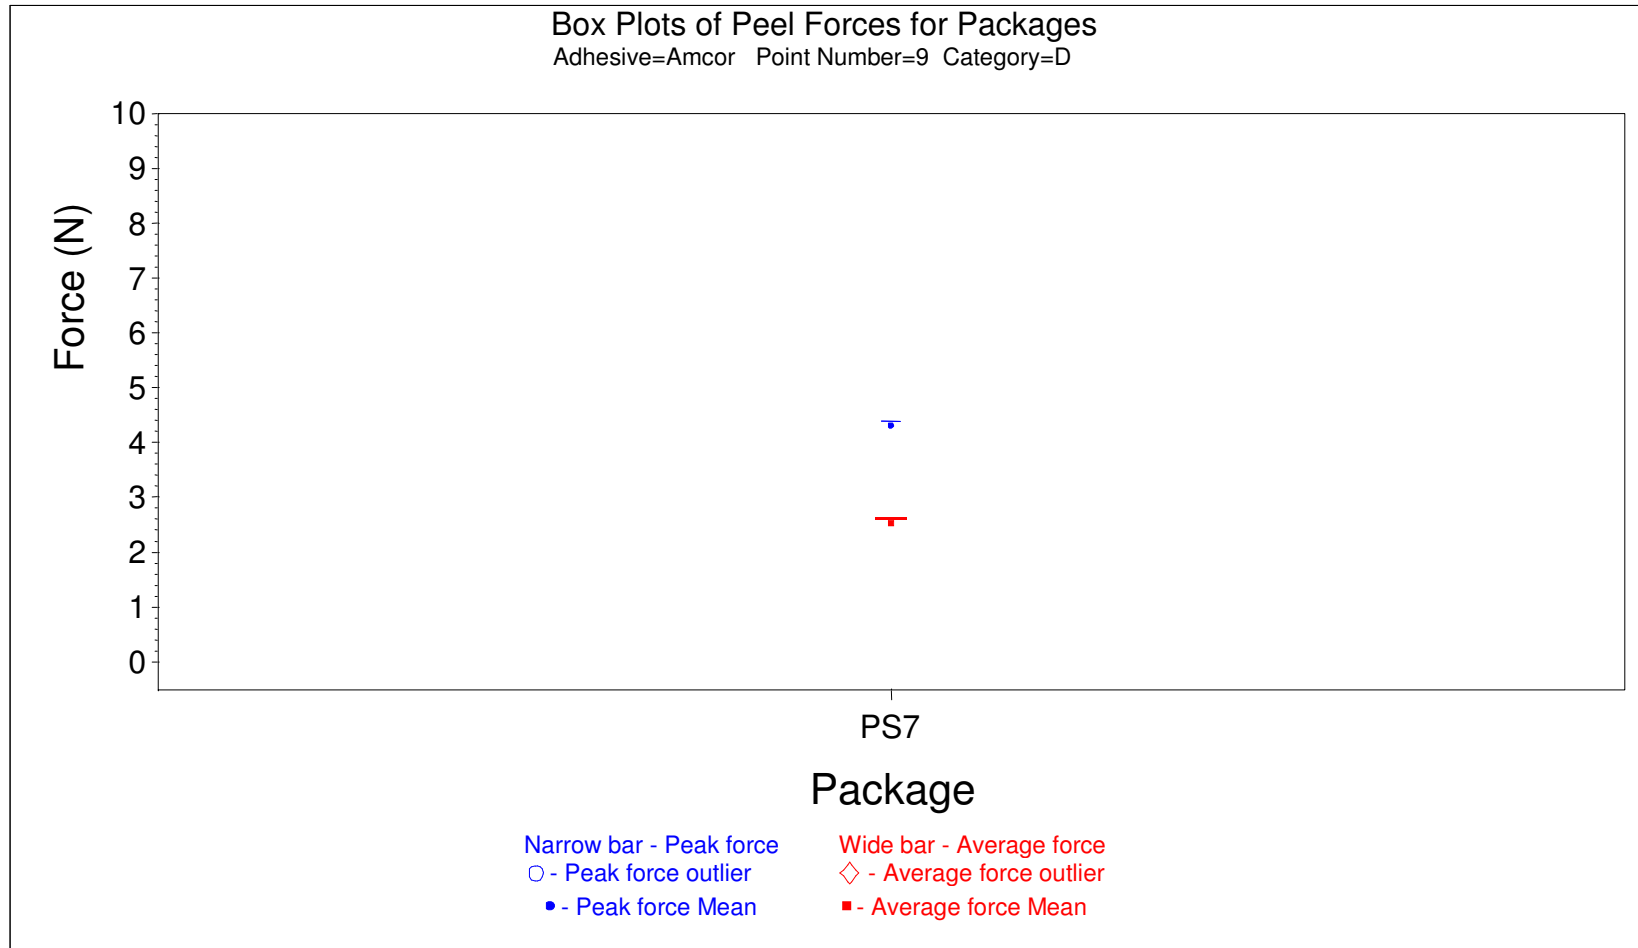 Box Plots of Peel Forces for Packages
Adhesive=Amcor Point Number=9 Category=D
10
9
8
7
6
5
4
3
2
1
0
Force (N)
PS7
Package
Narrow bar - Peak force Wide bar - Average force
- Peak force outlier - Average force outlier
- Peak force Mean - Average force Mean